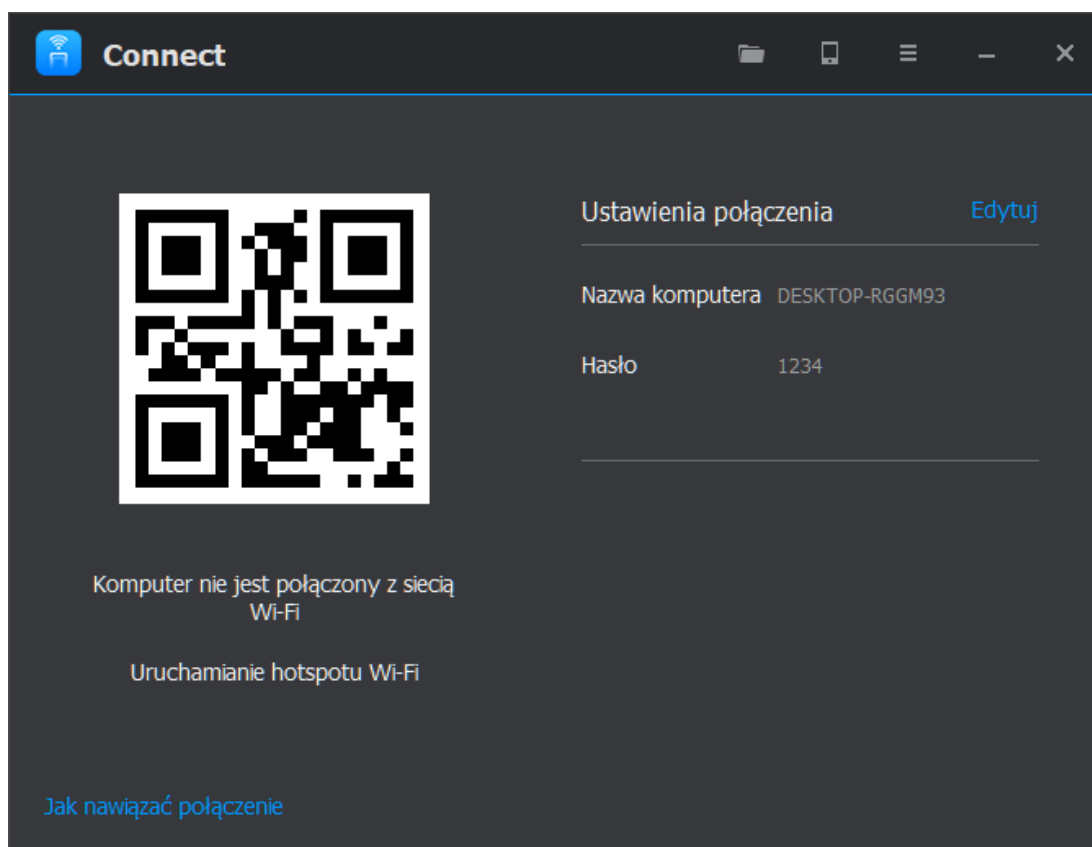 Connect
Ustawienia połączenia
Edytuj
Nazwa komputera DESKTOP-RGGM93
Hasło 1234
Komputer nie jest połączony z siecią
Wi-Fi
Uruchamianie hotspotu Wi-Fi
Jak nawiązać połączenie